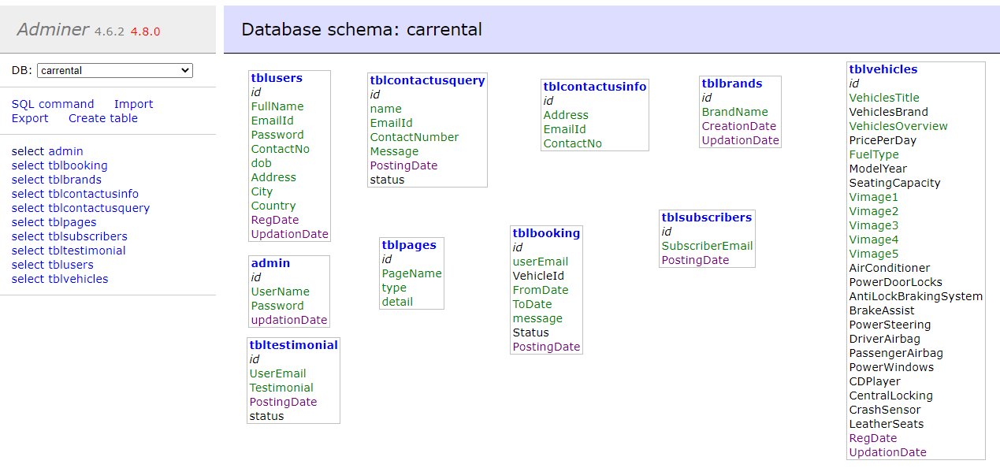 Adminer 4.6.2 4.8.0
DB: carrental
SQL command Import
Export Create table
select admin
select tblbooking
select tblbrands
select tblcontactusinfo
select tblcontactusquery
select tblpages
select tblsubscribers
select tbltestimonial
select tblusers
select tblvehicles
Database schema: carrental
tblusers
id
FullName
EmailId
Password
ContactNo
dob
Address
City
Country
RegDate
UpdationDate
admin
id
UserName
Password
updationDate
tbltestimonial
id
UserEmail
Testimonial
PostingDate
status
tblcontactusquery
id
name
EmailId
ContactNumber
Message
PostingDate
status
tblpages
id
PageName
type
detail
tblcontactusinfo
id
Address
EmailId
ContactNo
tblbooking
id
userEmail
VehicleId
FromDate
ToDate
message
Status
PostingDate
tblbrands
id
BrandName
CreationDate
UpdationDate
tblsubscribers
id
SubscriberEmail
PostingDate
tblvehicles
id
VehiclesTitle
VehiclesBrand
VehiclesOverview
PricePerDay
FuelType
ModelYear
SeatingCapacity
Vimage1
Vimage2
Vimage3
Vimage4
Vimage5
AirConditioner
PowerDoorLocks
AntiLockBrakingSystem
BrakeAssist
PowerSteering
DriverAirbag
PassengerAirbag
PowerWindows
CDPlayer
CentralLocking
CrashSensor
LeatherSeats
RegDate
UpdationDate